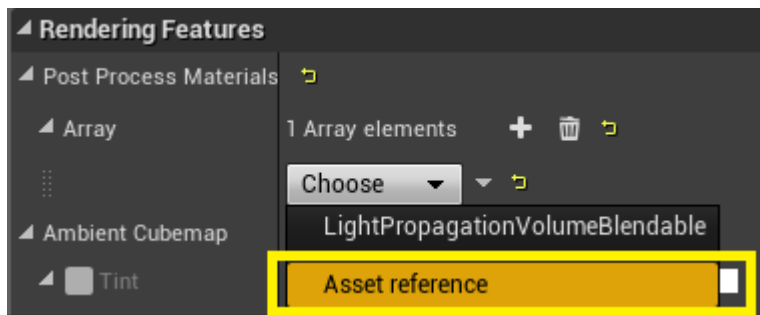 Rendering Features
Post Process Materials
Array
1 Array elements
Choose
LightPropagationVolumeBlendable
Ambient Cubemap
Asset reference
Tint